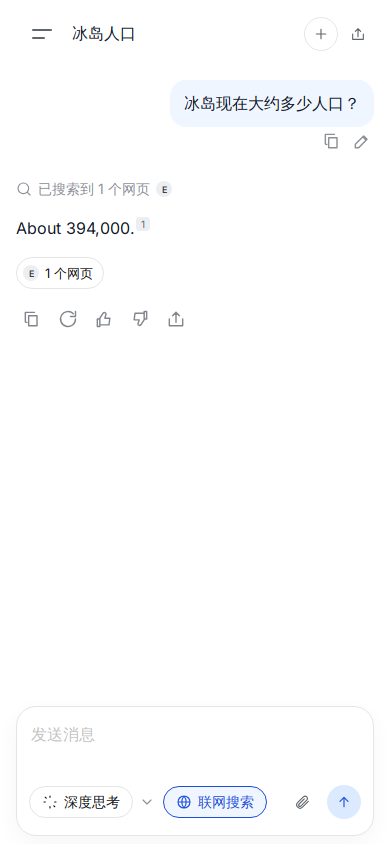 冰岛人口
冰岛现在大约多少人口？
已搜索到 1 个网页 E
About 394,000. 1
E 1 个网页
发送消息
深度思考 联网搜索